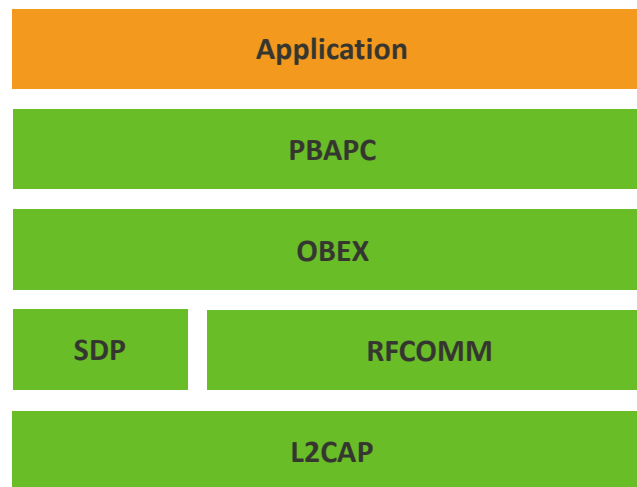 Application
PBAPC
OBEX
SDP
RFCOMM
L2CAP